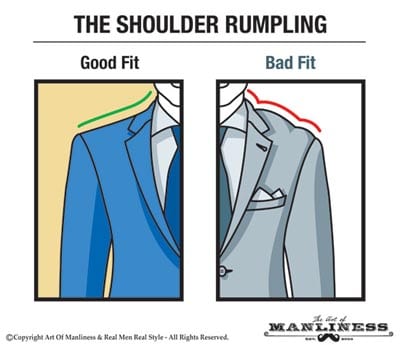 THE SHOULDER RUMPLING
Good Fit
Bad Fit
The Art of
MANLINESS
EST. 2008
©Copyright Art Of Manliness & Real Men Real Style - All Rights Reserved.